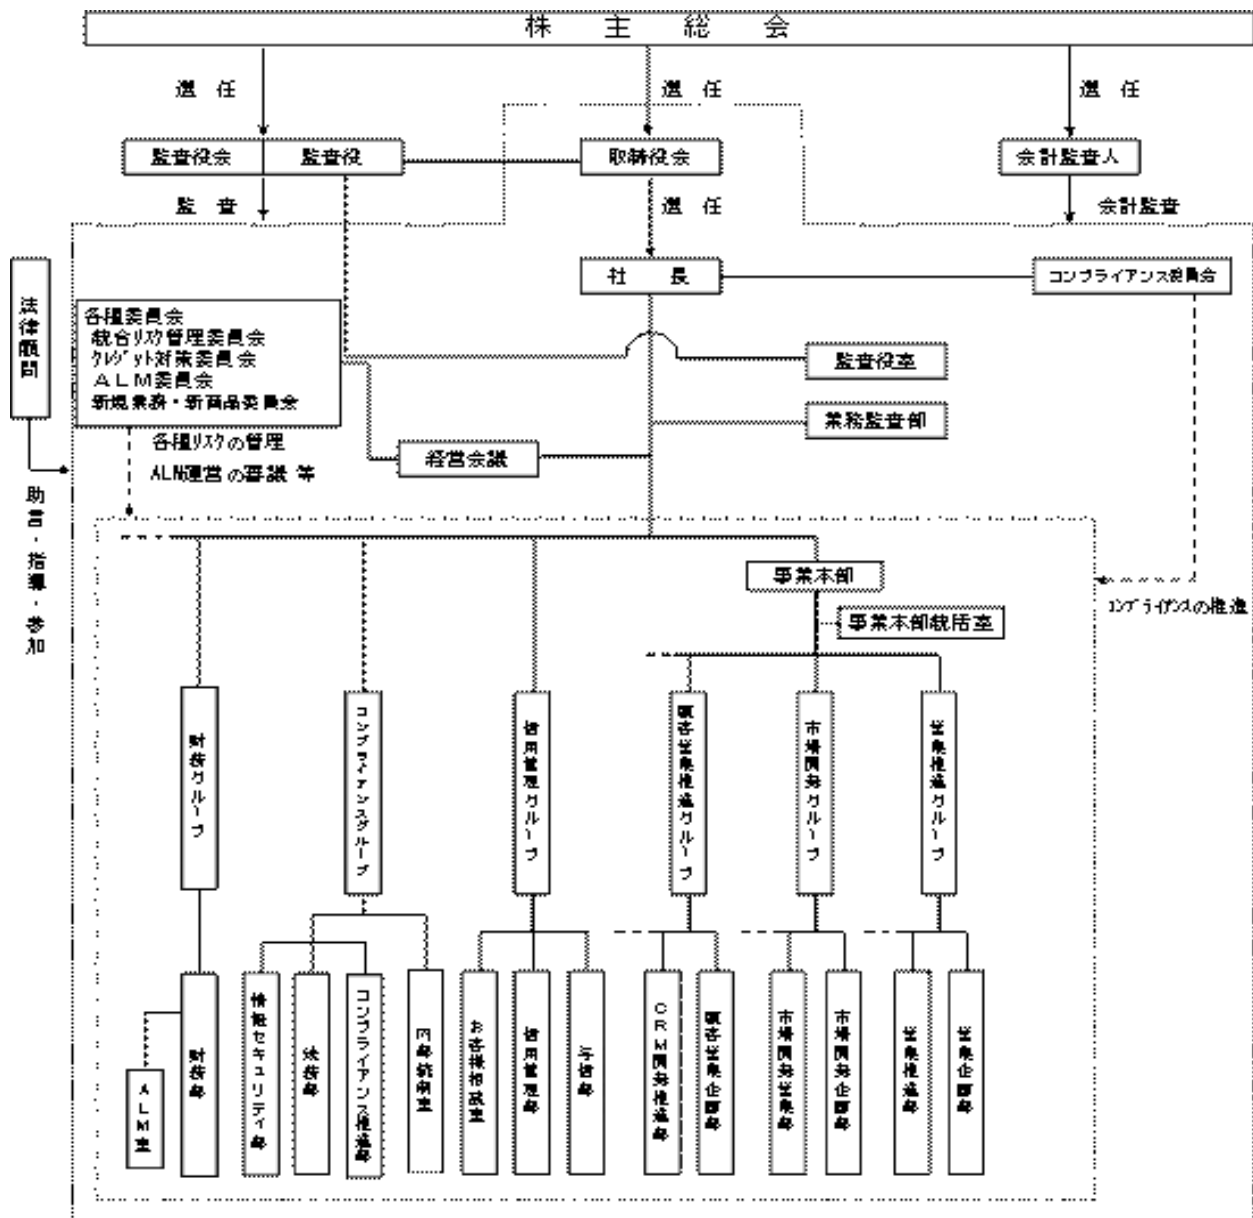 株主総会
選任
選任
選任
監査役会
監査役
取締役会
会計監査人
監査
選任
会計監査
社長
コンプライアンス委員会
法律顧問
各種委員会
統合リスク管理委員会
クレジット対策委員会
ALM委員会
新規業務・新商品委員会
監査役室
業務監査部
各種リスクの管理
ALM運営の審議等
経営会議
助言・指導・参加
事業本部
コンプライアンスの推進
事業本部統括室
財務グループ
コンプライアンスグループ
信用管理グループ
顧客営業推進グループ
市場開発グループ
営業推進グループ
ALM室
財務部
情報セキュリティ部
法務部
コンプライアンス推進部
内部統制室
お客様相談室
信用管理部
与信部
CRM開発推進部
顧客営業企画部
市場開発営業部
市場開発企画部
営業推進部
営業企画部